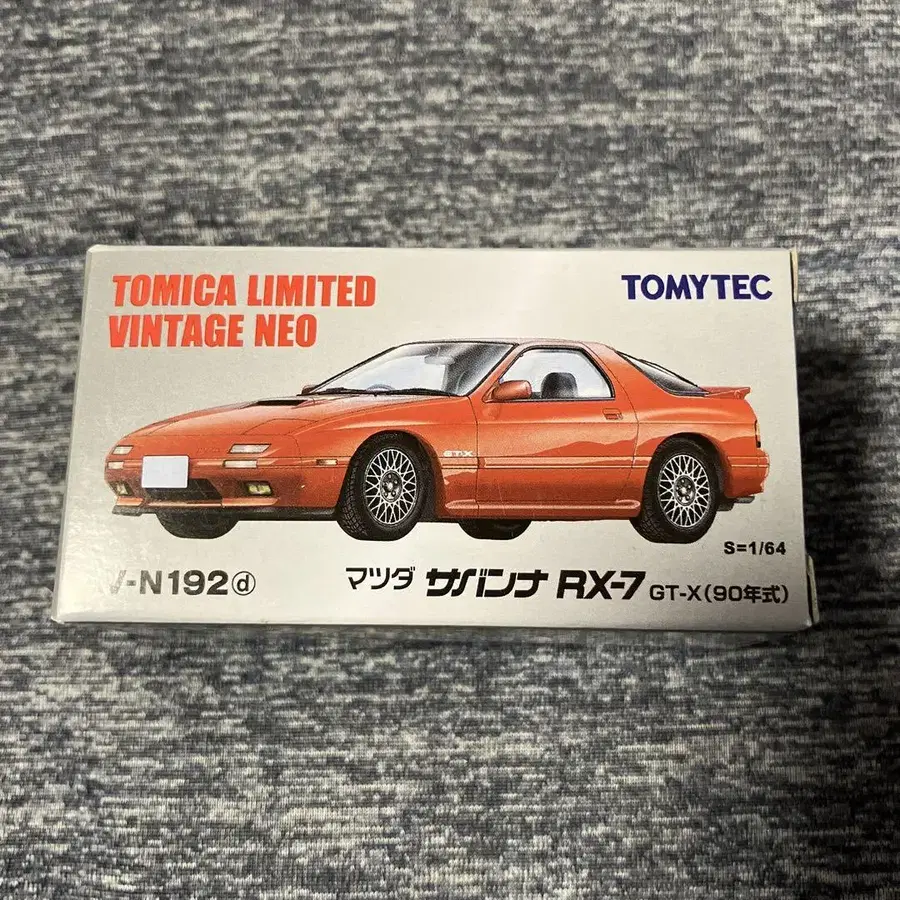 TOMICA LIMITED
VINTAGE NEO
TOMYTEC
GT-X
S=1/64
V-N192ⓓ
マツダ サバンナ RX-7 GT-X(90年式)